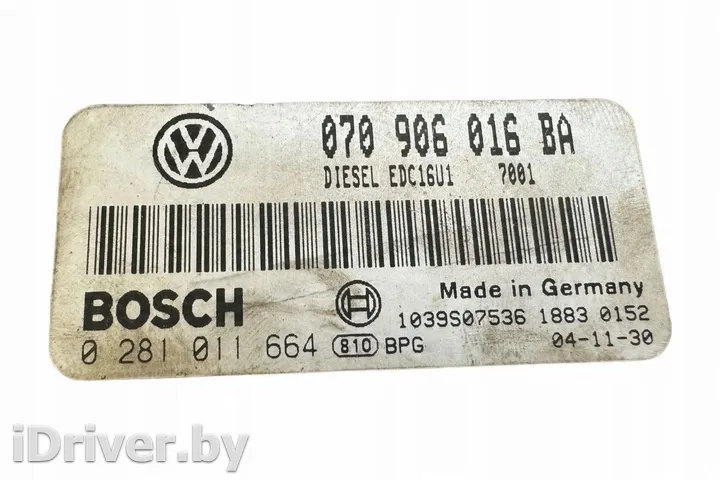 070 906 016 BA
DIESEL EDC16U1 7001
BOSCH
Made in Germany
1039S07536 1883 0152
0 281 011 664 810 BPG 04-11-30
iDriver.by